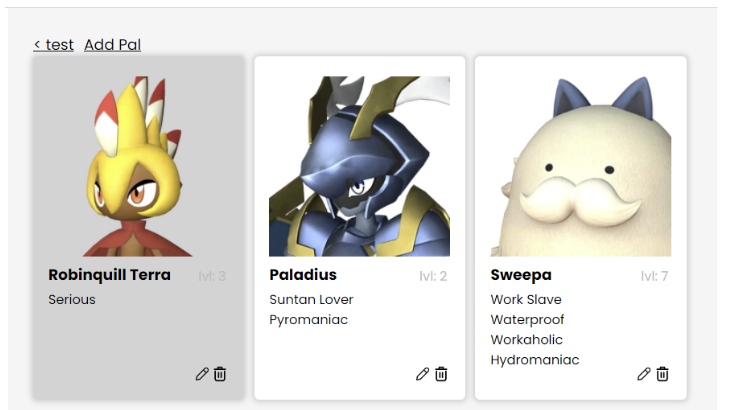 < test Add Pal
Robinquill Terra lvl: 3
Serious
Paladius lvl: 2
Suntan Lover
Pyromaniac
Sweepa lvl: 7
Work Slave
Waterproof
Workaholic
Hydromaniac